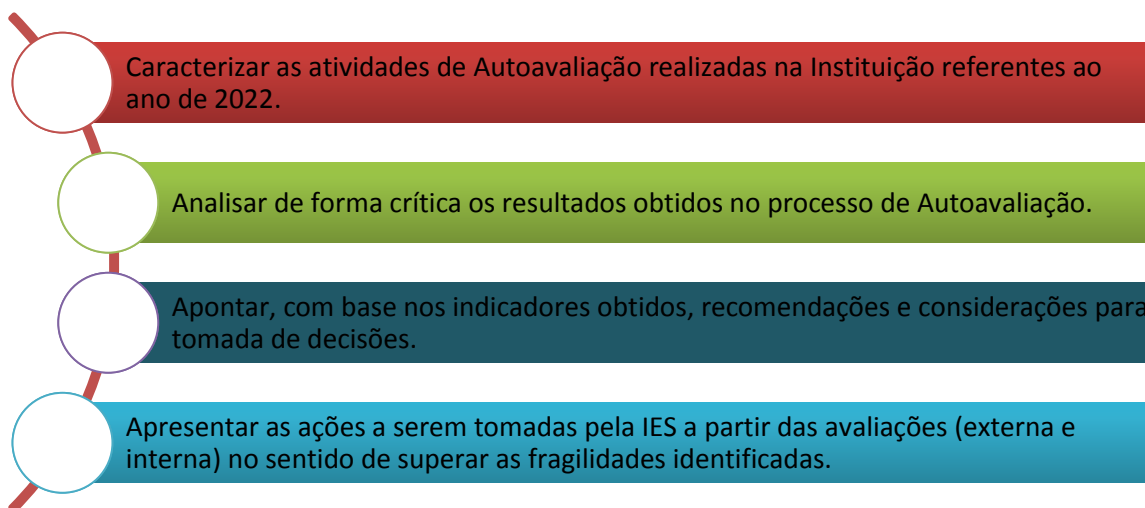 Caracterizar as atividades de Autoavaliação realizadas na Instituição referentes ao
ano de 2022.
Analisar de forma crítica os resultados obtidos no processo de Autoavaliação.
Apontar, com base nos indicadores obtidos, recomendações e considerações para
tomada de decisões.
Apresentar as ações a serem tomadas pela IES a partir das avaliações (externa e
interna) no sentido de superar as fragilidades identificadas.